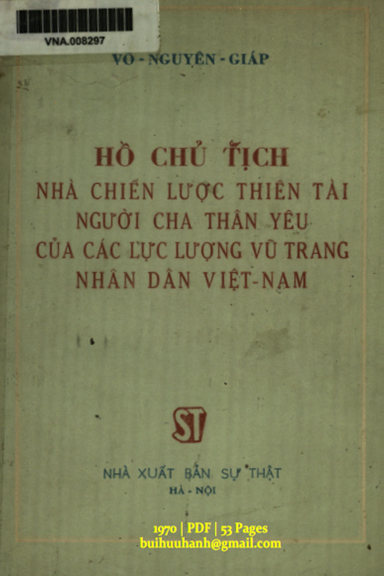 VNA.008297
VÕ - NGUYÊN - GIÁP
HỒ CHỦ TỊCH
NHÀ CHIẾN LƯỢC THIÊN TÀI
NGƯỜI CHA THÂN YÊU
CỦA CÁC LỰC LƯỢNG VŨ TRANG
NHÂN DÂN VIỆT-NAM
ST
NHÀ XUẤT BẢN SỰ THẬT
HÀ - NỘI
1970 | PDF | 53 Pages
buihuuhanh@gmail.com